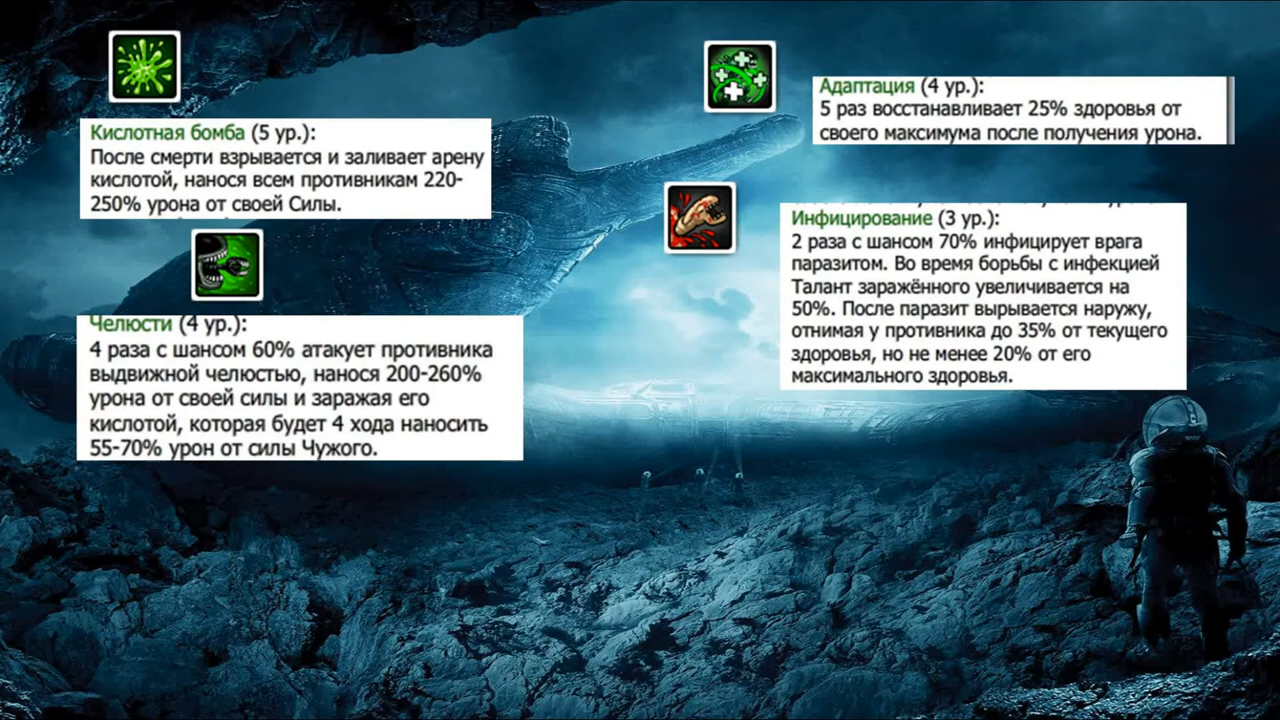 Кислотная бомба (5 ур.):
После смерти взрывается и заливает арену
кислотой, нанося всем противникам 220-
250% урона от своей Силы.
Челюсти (4 ур.):
4 раза с шансом 60% атакует противника
выдвижной челюстью, нанося 200-260%
урона от своей силы и заражая его
кислотой, которая будет 4 хода наносить
55-70% урон от силы Чужого.
Адаптация (4 ур.):
5 раз восстанавливает 25% здоровья от
своего максимума после получения урона.
Инфицирование (3 ур.):
2 раза с шансом 70% инфицирует врага
паразитом. Во время борьбы с инфекцией
Талант заражённого увеличивается на
50%. После паразит вырывается наружу,
отнимая у противника до 35% от текущего
здоровья, но не менее 20% от его
максимального здоровья.